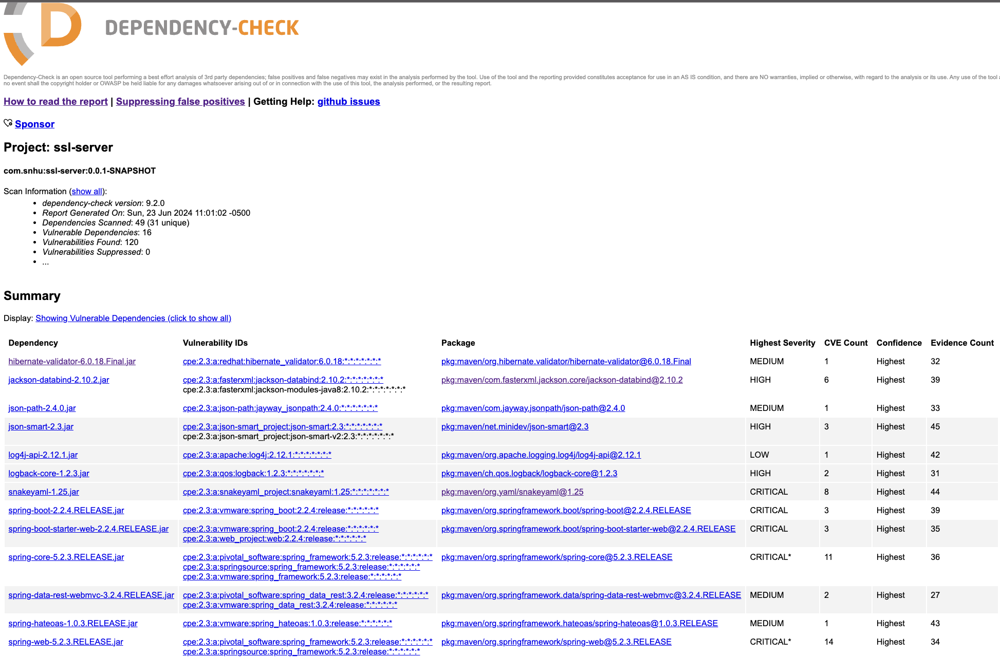 DEPENDENCY-CHECK
Dependency-Check is an open source tool performing a best effort analysis of 3rd party dependencies; false positives and false negatives may exist in the analysis performed by the tool. Use of the tool and the reporting provided constitutes acceptance for use in an AS IS condition, and there are NO warranties, implied or otherwise, with regard to the analysis or its use. Any use of the tool
no event shall the copyright holder or OWASP be held liable for any damages whatsoever arising out of or in connection with the use of this tool, the analysis performed, or the resulting report.
How to read the report | Suppressing false positives | Getting Help: github issues
Sponsor
Project: ssl-server
com.snhu:ssl-server:0.0.1-SNAPSHOT
Scan Information (show all):
• dependency-check version: 9.2.0
• Report Generated On: Sun, 23 Jun 2024 11:01:02 -0500
• Dependencies Scanned: 49 (31 unique)
• Vulnerable Dependencies: 16
• Vulnerabilities Found: 120
• Vulnerabilities Suppressed: 0
• ...
Summary
Display: Showing Vulnerable Dependencies (click to show all)
Dependency Vulnerability IDs Package Highest Severity CVE Count Confidence Evidence Count
hibernate-validator-6.0.18.Final.jar cpe:2.3:a:redhat:hibernate_validator:6.0.18:*:*:*:*:*:*:* pkg:maven/org.hibernate.validator/hibernate-validator@6.0.18.Final MEDIUM 1 Highest 32
jackson-databind-2.10.2.jar cpe:2.3:a:fasterxml:jackson-databind:2.10.2:*:*:*:*:*:*:* pkg:maven/com.fasterxml.jackson.core/jackson-databind@2.10.2 HIGH 6 Highest 39
cpe:2.3:a:fasterxml:jackson-modules-java8:2.10.2:*:*:*:*:*:*:*
json-path-2.4.0.jar cpe:2.3:a:json-path:jayway_jsonpath:2.4.0:*:*:*:*:*:*:* pkg:maven/com.jayway.jsonpath/json-path@2.4.0 MEDIUM 1 Highest 33
json-smart-2.3.jar cpe:2.3:a:json-smart_project:json-smart:2.3:*:*:*:*:*:*:* pkg:maven/net.minidev/json-smart@2.3 HIGH 3 Highest 45
cpe:2.3:a:json-smart_project:json-smart-v2:2.3:*:*:*:*:*:*:*
log4j-api-2.12.1.jar cpe:2.3:a:apache:log4j:2.12.1:*:*:*:*:*:*:* pkg:maven/org.apache.logging.log4j/log4j-api@2.12.1 LOW 1 Highest 42
logback-core-1.2.3.jar cpe:2.3:a:qos:logback:1.2.3:*:*:*:*:*:*:* pkg:maven/ch.qos.logback/logback-core@1.2.3 HIGH 2 Highest 31
snakeyaml-1.25.jar cpe:2.3:a:snakeyaml_project:snakeyaml:1.25:*:*:*:*:*:*:* pkg:maven/org.yaml/snakeyaml@1.25 CRITICAL 8 Highest 44
spring-boot-2.2.4.RELEASE.jar cpe:2.3:a:vmware:spring_boot:2.2.4:release:*:*:*:*:*:* pkg:maven/org.springframework.boot/spring-boot@2.2.4.RELEASE CRITICAL 3 Highest 39
spring-boot-starter-web-2.2.4.RELEASE.jar cpe:2.3:a:vmware:spring_boot:2.2.4:release:*:*:*:*:*:* pkg:maven/org.springframework.boot/spring-boot-starter-web@2.2.4.RELEASE CRITICAL 3 Highest 35
cpe:2.3:a:web_project:web:2.2.4:release:*:*:*:*:*:*
spring-core-5.2.3.RELEASE.jar cpe:2.3:a:pivotal_software:spring_framework:5.2.3:release:*:*:*:*:*:* pkg:maven/org.springframework/spring-core@5.2.3.RELEASE CRITICAL* 11 Highest 36
cpe:2.3:a:springsource:spring_framework:5.2.3:release:*:*:*:*:*:*
cpe:2.3:a:vmware:spring_framework:5.2.3:release:*:*:*:*:*:*
spring-data-rest-webmvc-3.2.4.RELEASE.jar cpe:2.3:a:pivotal_software:spring_data_rest:3.2.4:release:*:*:*:*:*:* pkg:maven/org.springframework.data/spring-data-rest-webmvc@3.2.4.RELEASE MEDIUM 2 Highest 27
cpe:2.3:a:vmware:spring_data_rest:3.2.4:release:*:*:*:*:*:*
spring-hateoas-1.0.3.RELEASE.jar cpe:2.3:a:vmware:spring_hateoas:1.0.3:release:*:*:*:*:*:* pkg:maven/org.springframework.hateoas/spring-hateoas@1.0.3.RELEASE MEDIUM 1 Highest 43
spring-web-5.2.3.RELEASE.jar cpe:2.3:a:pivotal_software:spring_framework:5.2.3:release:*:*:*:*:*:* pkg:maven/org.springframework/spring-web@5.2.3.RELEASE CRITICAL* 14 Highest 34
cpe:2.3:a:springsource:spring_framework:5.2.3:release:*:*:*:*:*:*